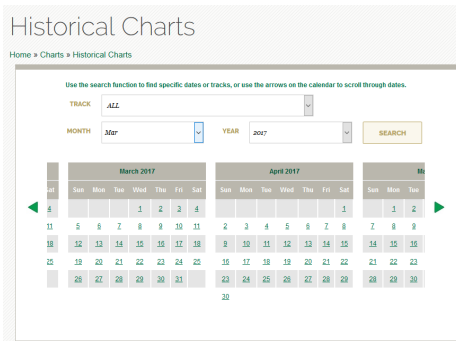 Historical Charts
Home » Charts » Historical Charts
Use the search function to find specific dates or tracks, or use the arrows on the calendar to scroll through dates.
TRACK ALL
MONTH Mar YEAR 2017 SEARCH
March 2017 April 2017
Sat Sun Mon Tue Wed Thu Fri Sat Sun Mon Tue Wed Thu Fri Sat Sun Mon Tue
4 1 2 3 4 1 1 2
11 5 6 7 8 9 10 11 2 3 4 5 6 7 8 7 8 9
18 12 13 14 15 16 17 18 9 10 11 12 13 14 15 14 15 16
25 19 20 21 22 23 24 25 16 17 18 19 20 21 22 21 22 23
26 27 28 29 30 31 23 24 25 26 27 28 29 28 29 30
30